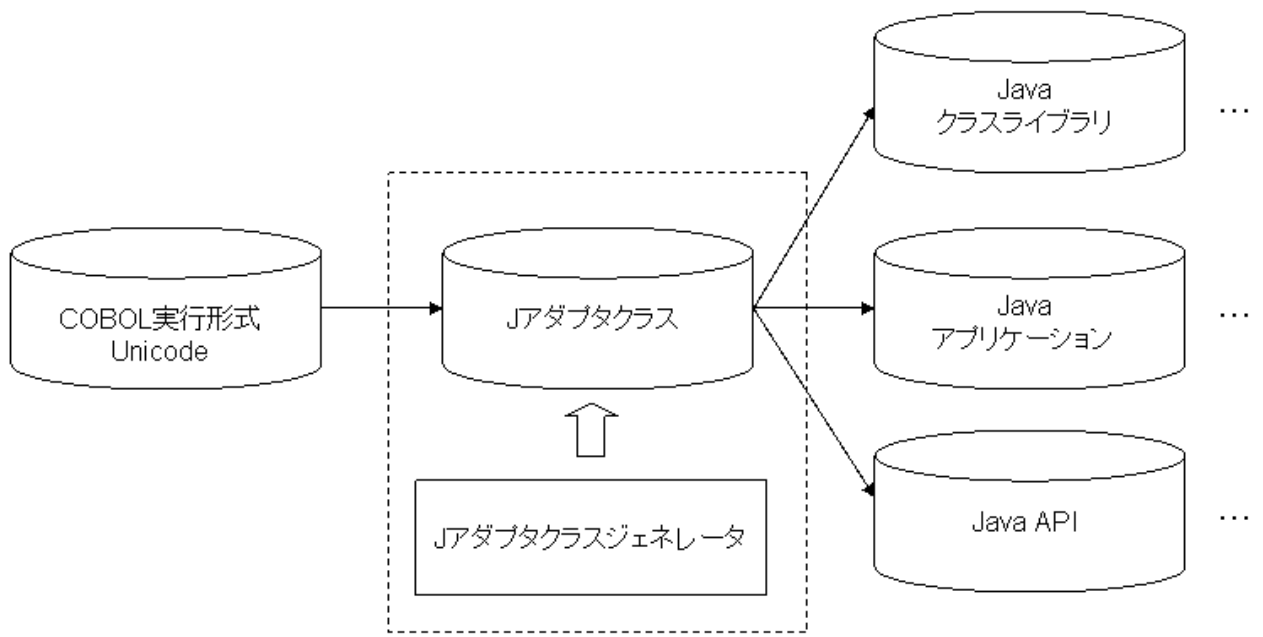 Java
クラスライブラリ
…
COBOL実行形式
Unicode
Jアダプタクラス
Java
アプリケーション
…
Jアダプタクラスジェネレータ
Java API
…